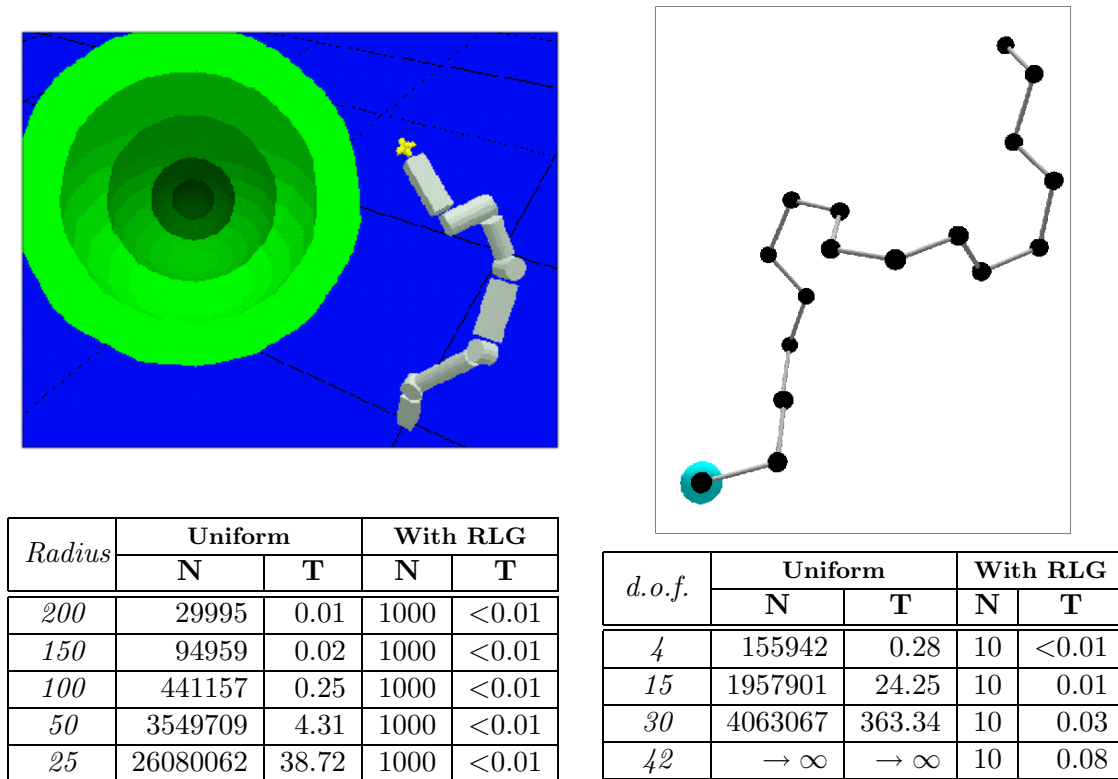 Radius Uniform With RLG
N T N T
200 29995 0.01 1000 <0.01
150 94959 0.02 1000 <0.01
100 441157 0.25 1000 <0.01
50 3549709 4.31 1000 <0.01
25 26080062 38.72 1000 <0.01
d.o.f. Uniform With RLG
N T N T
4 155942 0.28 10 <0.01
15 1957901 24.25 10 0.01
30 4063067 363.34 10 0.03
42 → ∞ → ∞ 10 0.08